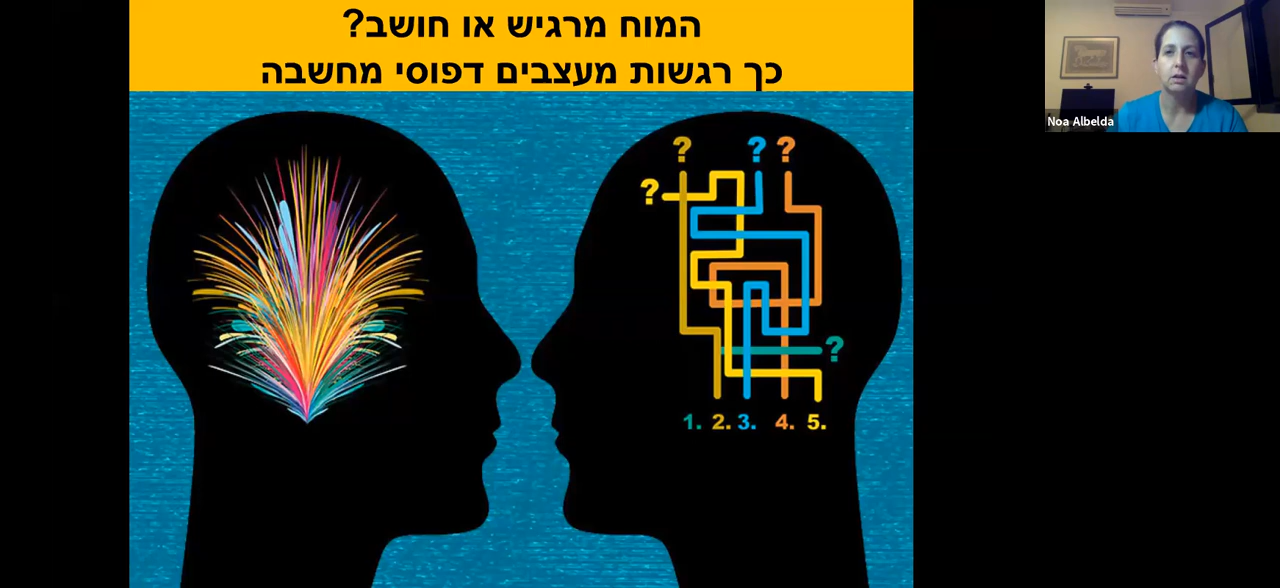 המוח מרגיש או חושב?
כך רגשות מעצבים דפוסי מחשבה
Noa Albelda
? ? ?
?
?
1. 2. 3. 4. 5.